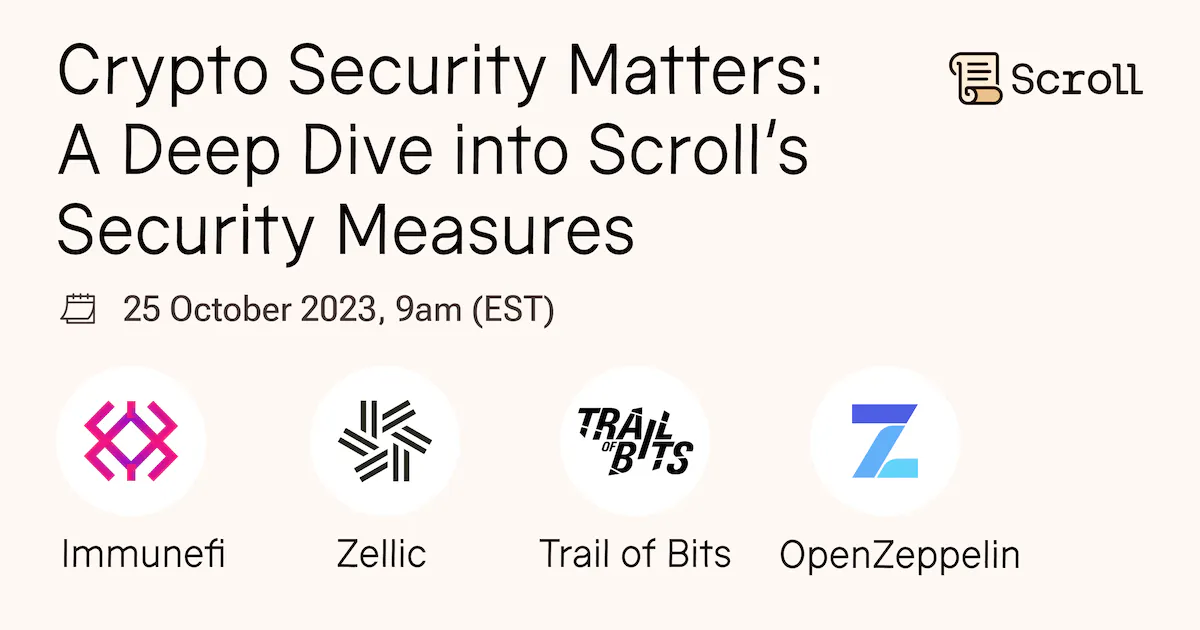 Crypto Security Matters:
Scroll
A Deep Dive into Scroll's
Security Measures
25 October 2023, 9am (EST)
TRAIL
OF
BITS
Immunefi
Zellic
Trail of Bits
OpenZeppelin